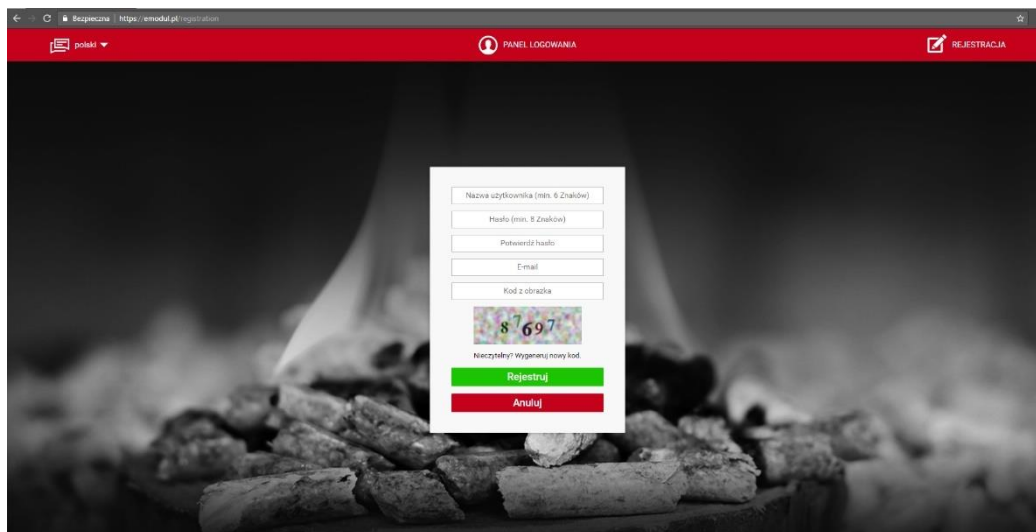 Bezpieczna | https://emodul.pl/registration
polski
PANEL LOGOWANIA
REJESTRACJA
Nazwa użytkownika (min. 6 Znaków)
Hasło (min. 8 Znaków)
Potwierdź hasło
E-mail
Kod z obrazka
87697
Nieczytelny? Wygeneruj nowy kod.
Rejestruj
Anuluj